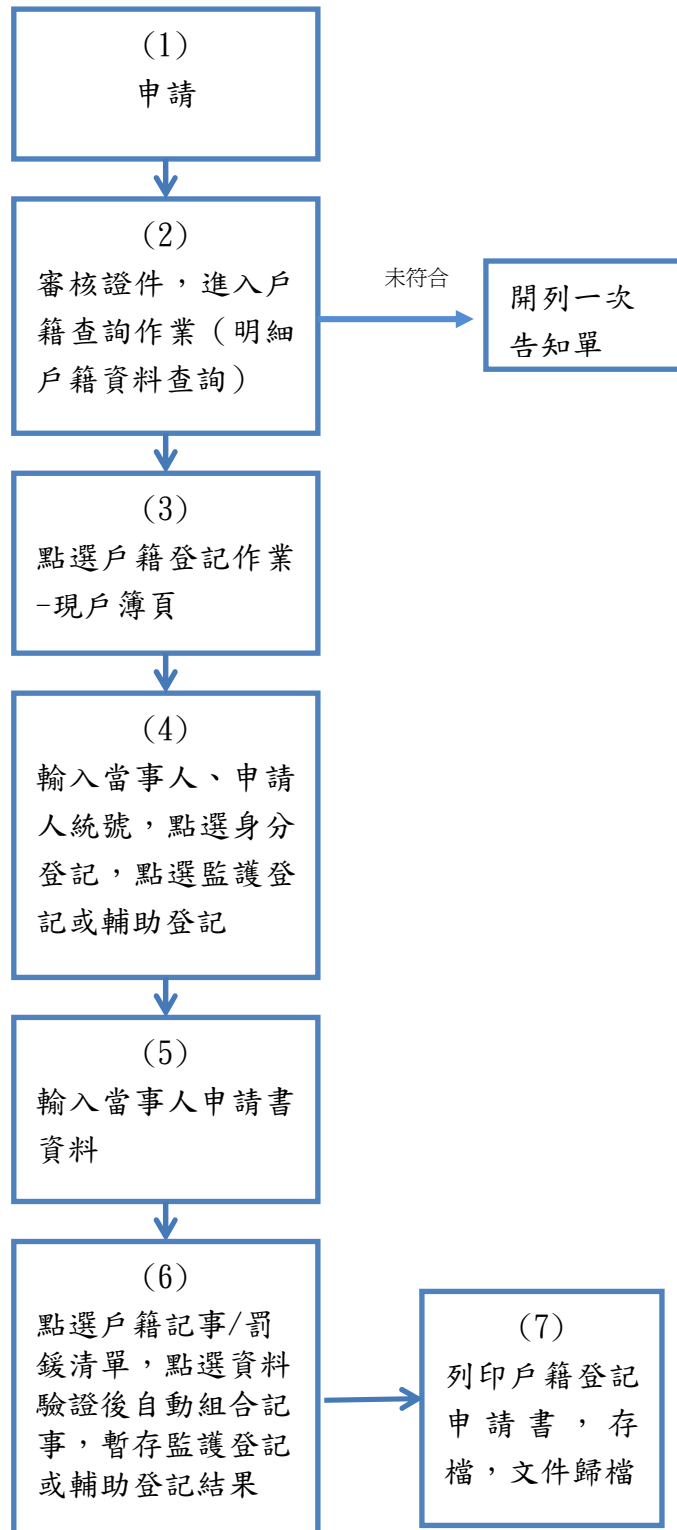 (1)
申請
(2)
審核證件，進入戶
籍查詢作業（明細
戶籍資料查詢）
未符合
開列一次
告知單
(3)
點選戶籍登記作業
-現戶簿頁
(4)
輸入當事人、申請
人統號，點選身分
登記，點選監護登
記或輔助登記
(5)
輸入當事人申請書
資料
(6)
點選戶籍記事/罰
鍰清單，點選資料
驗證後自動組合記
事，暫存監護登記
或輔助登記結果
(7)
列印戶籍登記
申請書，存
檔，文件歸檔